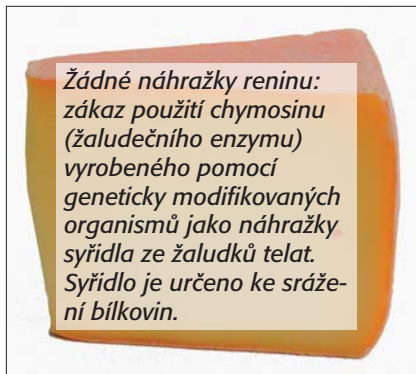 Žádné náhražky reninu:
zákaz použití chymosinu
(žaludečního enzymu)
vyrobeného pomocí
geneticky modifikovaných
organismů jako náhražky
syřidla ze žaludků telat.
Syřidlo je určeno ke sráže-
ní bílkovin.